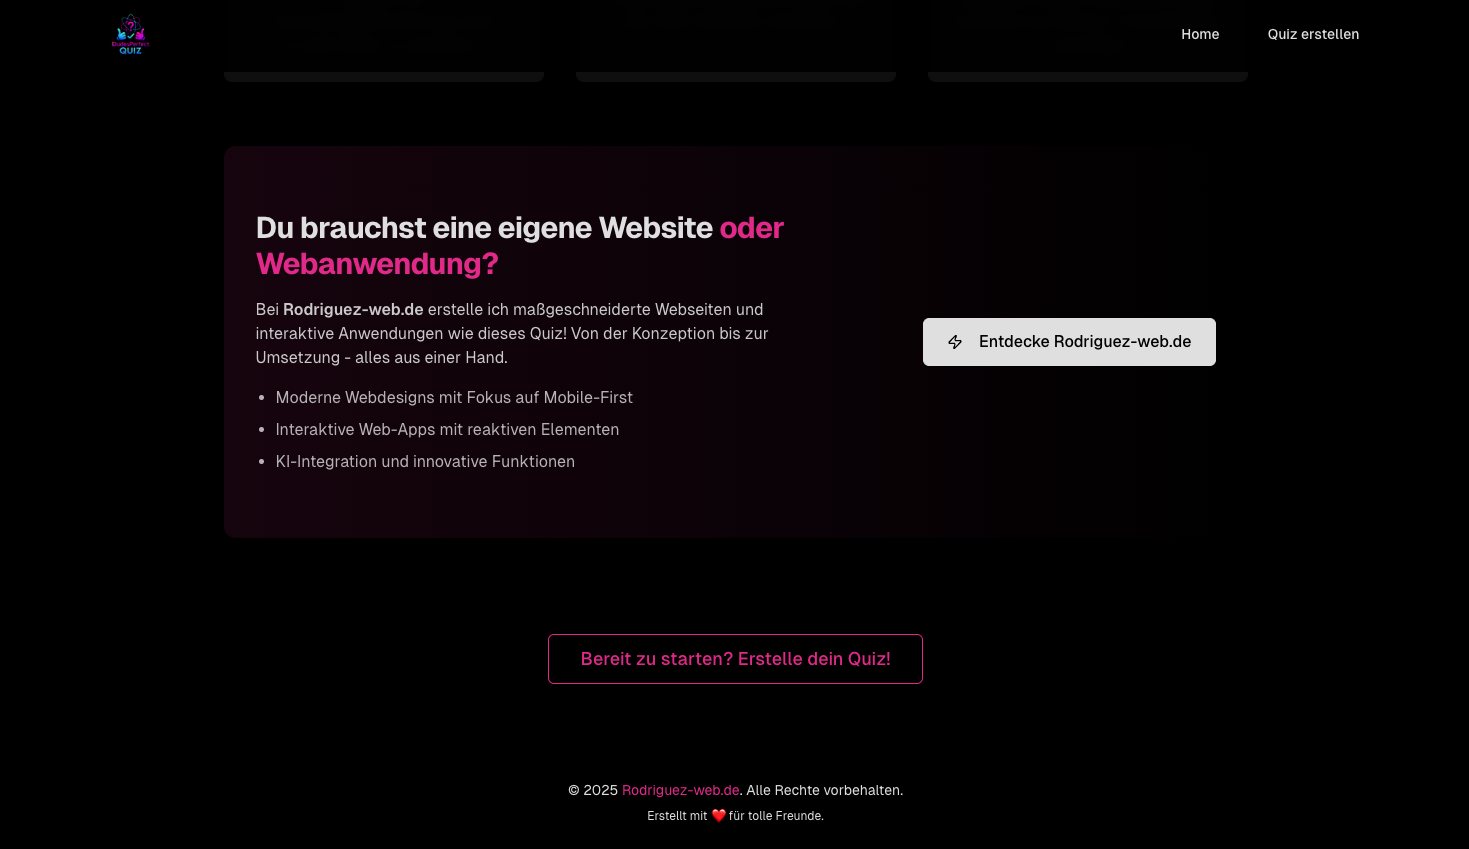 QUIZ
Home
Quiz erstellen
Du brauchst eine eigene Website oder
Webanwendung?
Bei Rodriguez-web.de erstelle ich maßgeschneiderte Webseiten und
interaktive Anwendungen wie dieses Quiz! Von der Konzeption bis zur
Umsetzung - alles aus einer Hand.
Entdecke Rodriguez-web.de
• Moderne Webdesigns mit Fokus auf Mobile-First
• Interaktive Web-Apps mit reaktiven Elementen
• KI-Integration und innovative Funktionen
Bereit zu starten? Erstelle dein Quiz!
© 2025 Rodriguez-web.de. Alle Rechte vorbehalten.
Erstellt mit ❤️ für tolle Freunde.